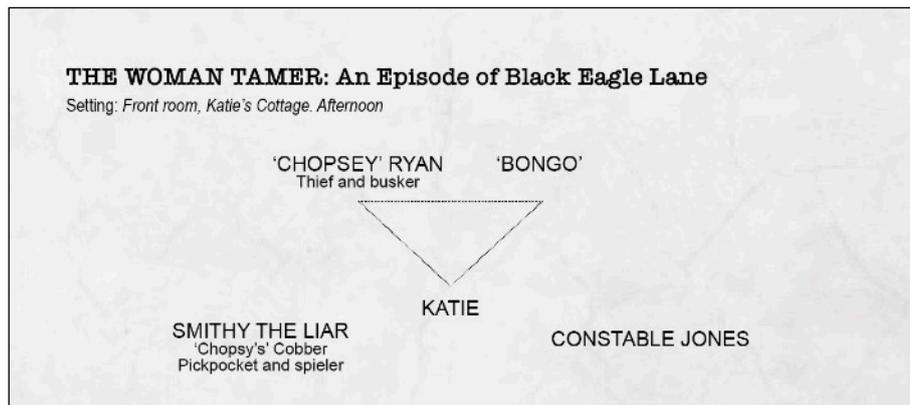 THE WOMAN TAMER: An Episode of Black Eagle Lane
Setting: Front room, Katie's Cottage. Afternoon
'CHOPSEY' RYAN
Thief and busker
'BONGO'
KATIE
SMITHY THE LIAR
'Chopsy's' Cobber
Pickpocket and spieler
CONSTABLE JONES